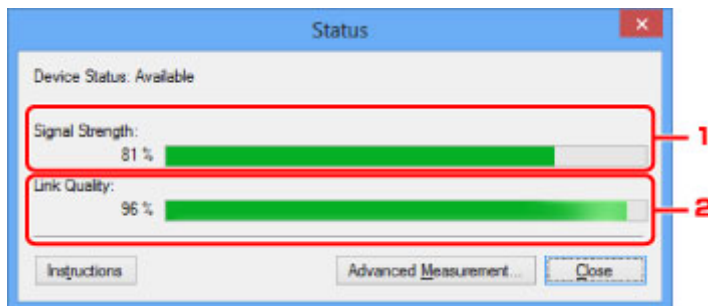 Status
Device Status: Available
Signal Strength:
81 %
1
Link Quality:
96 %
2
Instructions Advanced Measurement... Close